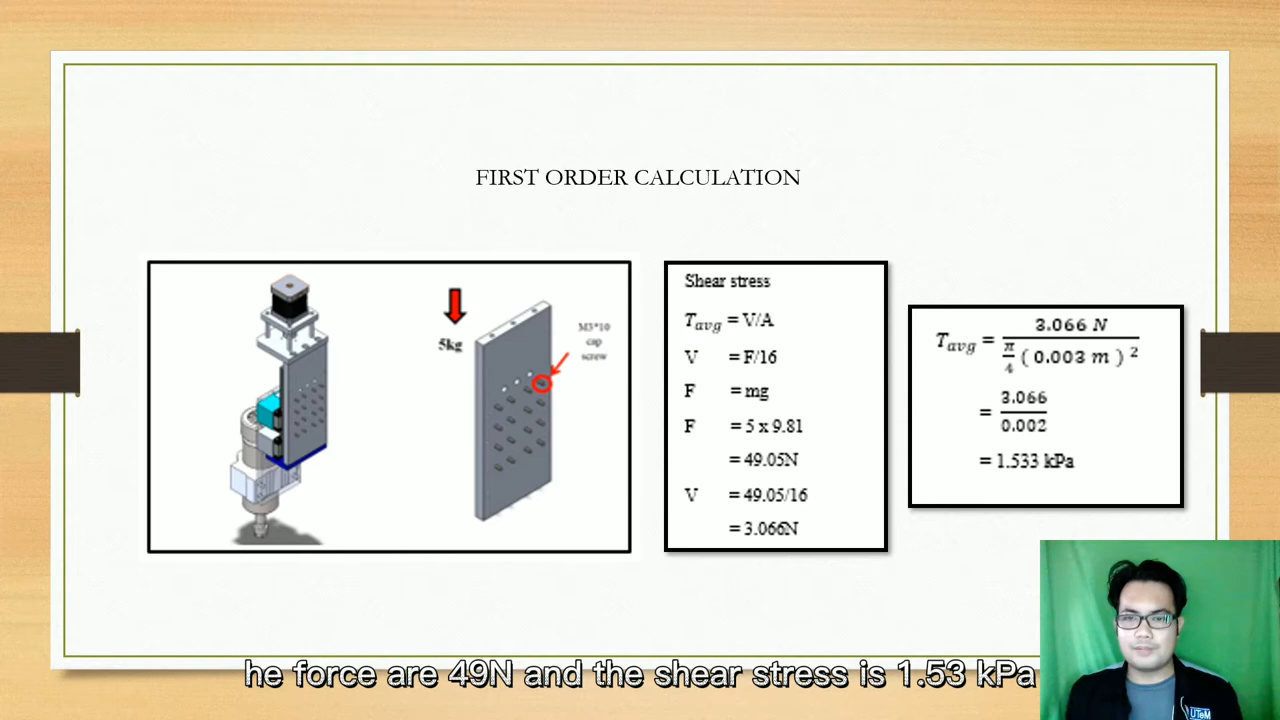 FIRST ORDER CALCULATION
5kg
M3*10
cap
screw
Shear stress
T_avg = V/A
V = F/16
F = mg
F = 5 x 9.81
= 49.05N
V = 49.05/16
= 3.066N
T_avg = 3.066 N / π/4 ( 0.003 m )²
= 3.066 / 0.002
= 1.533 kPa
he force are 49N and the shear stress is 1.53 kPa
UTeM